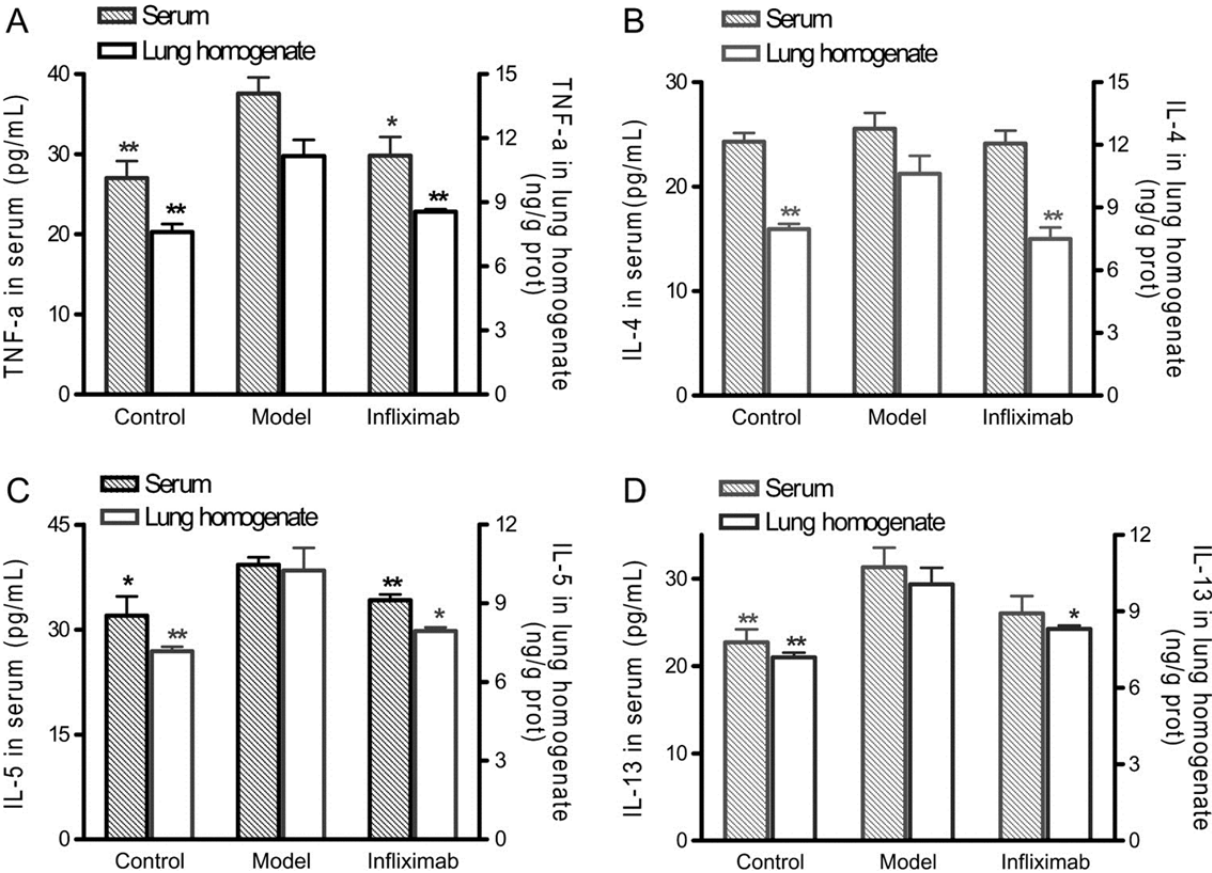 A
Serum
Lung homogenate
TNF-a in serum (pg/mL)
40
30
20
10
0
**
**
*
**
Control
Model
Infliximab
15
12
9
6
3
0
TNF-a in lung homogenate
(ng/g prot)
B
Serum
Lung homogenate
IL-4 in serum(pg/mL)
30
20
10
0
**
**
Control
Model
Infliximab
15
12
9
6
3
0
IL-4 in lung homogenate
(ng/g prot)
C
Serum
Lung homogenate
IL-5 in serum (pg/mL)
45
30
15
0
*
**
**
*
Control
Model
Infliximab
12
9
6
3
0
IL-5 in lung homogenate
(ng/g prot)
D
Serum
Lung homogenate
IL-13 in serum (pg/mL)
30
20
10
0
**
**
*
Control
Model
Infliximab
12
9
6
3
0
IL-13 in lung homogenate
(ng/g prot)